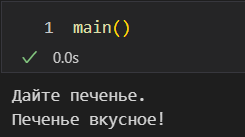 1 main()
0.0s
Дайте печенье.
Печенье вкусное!